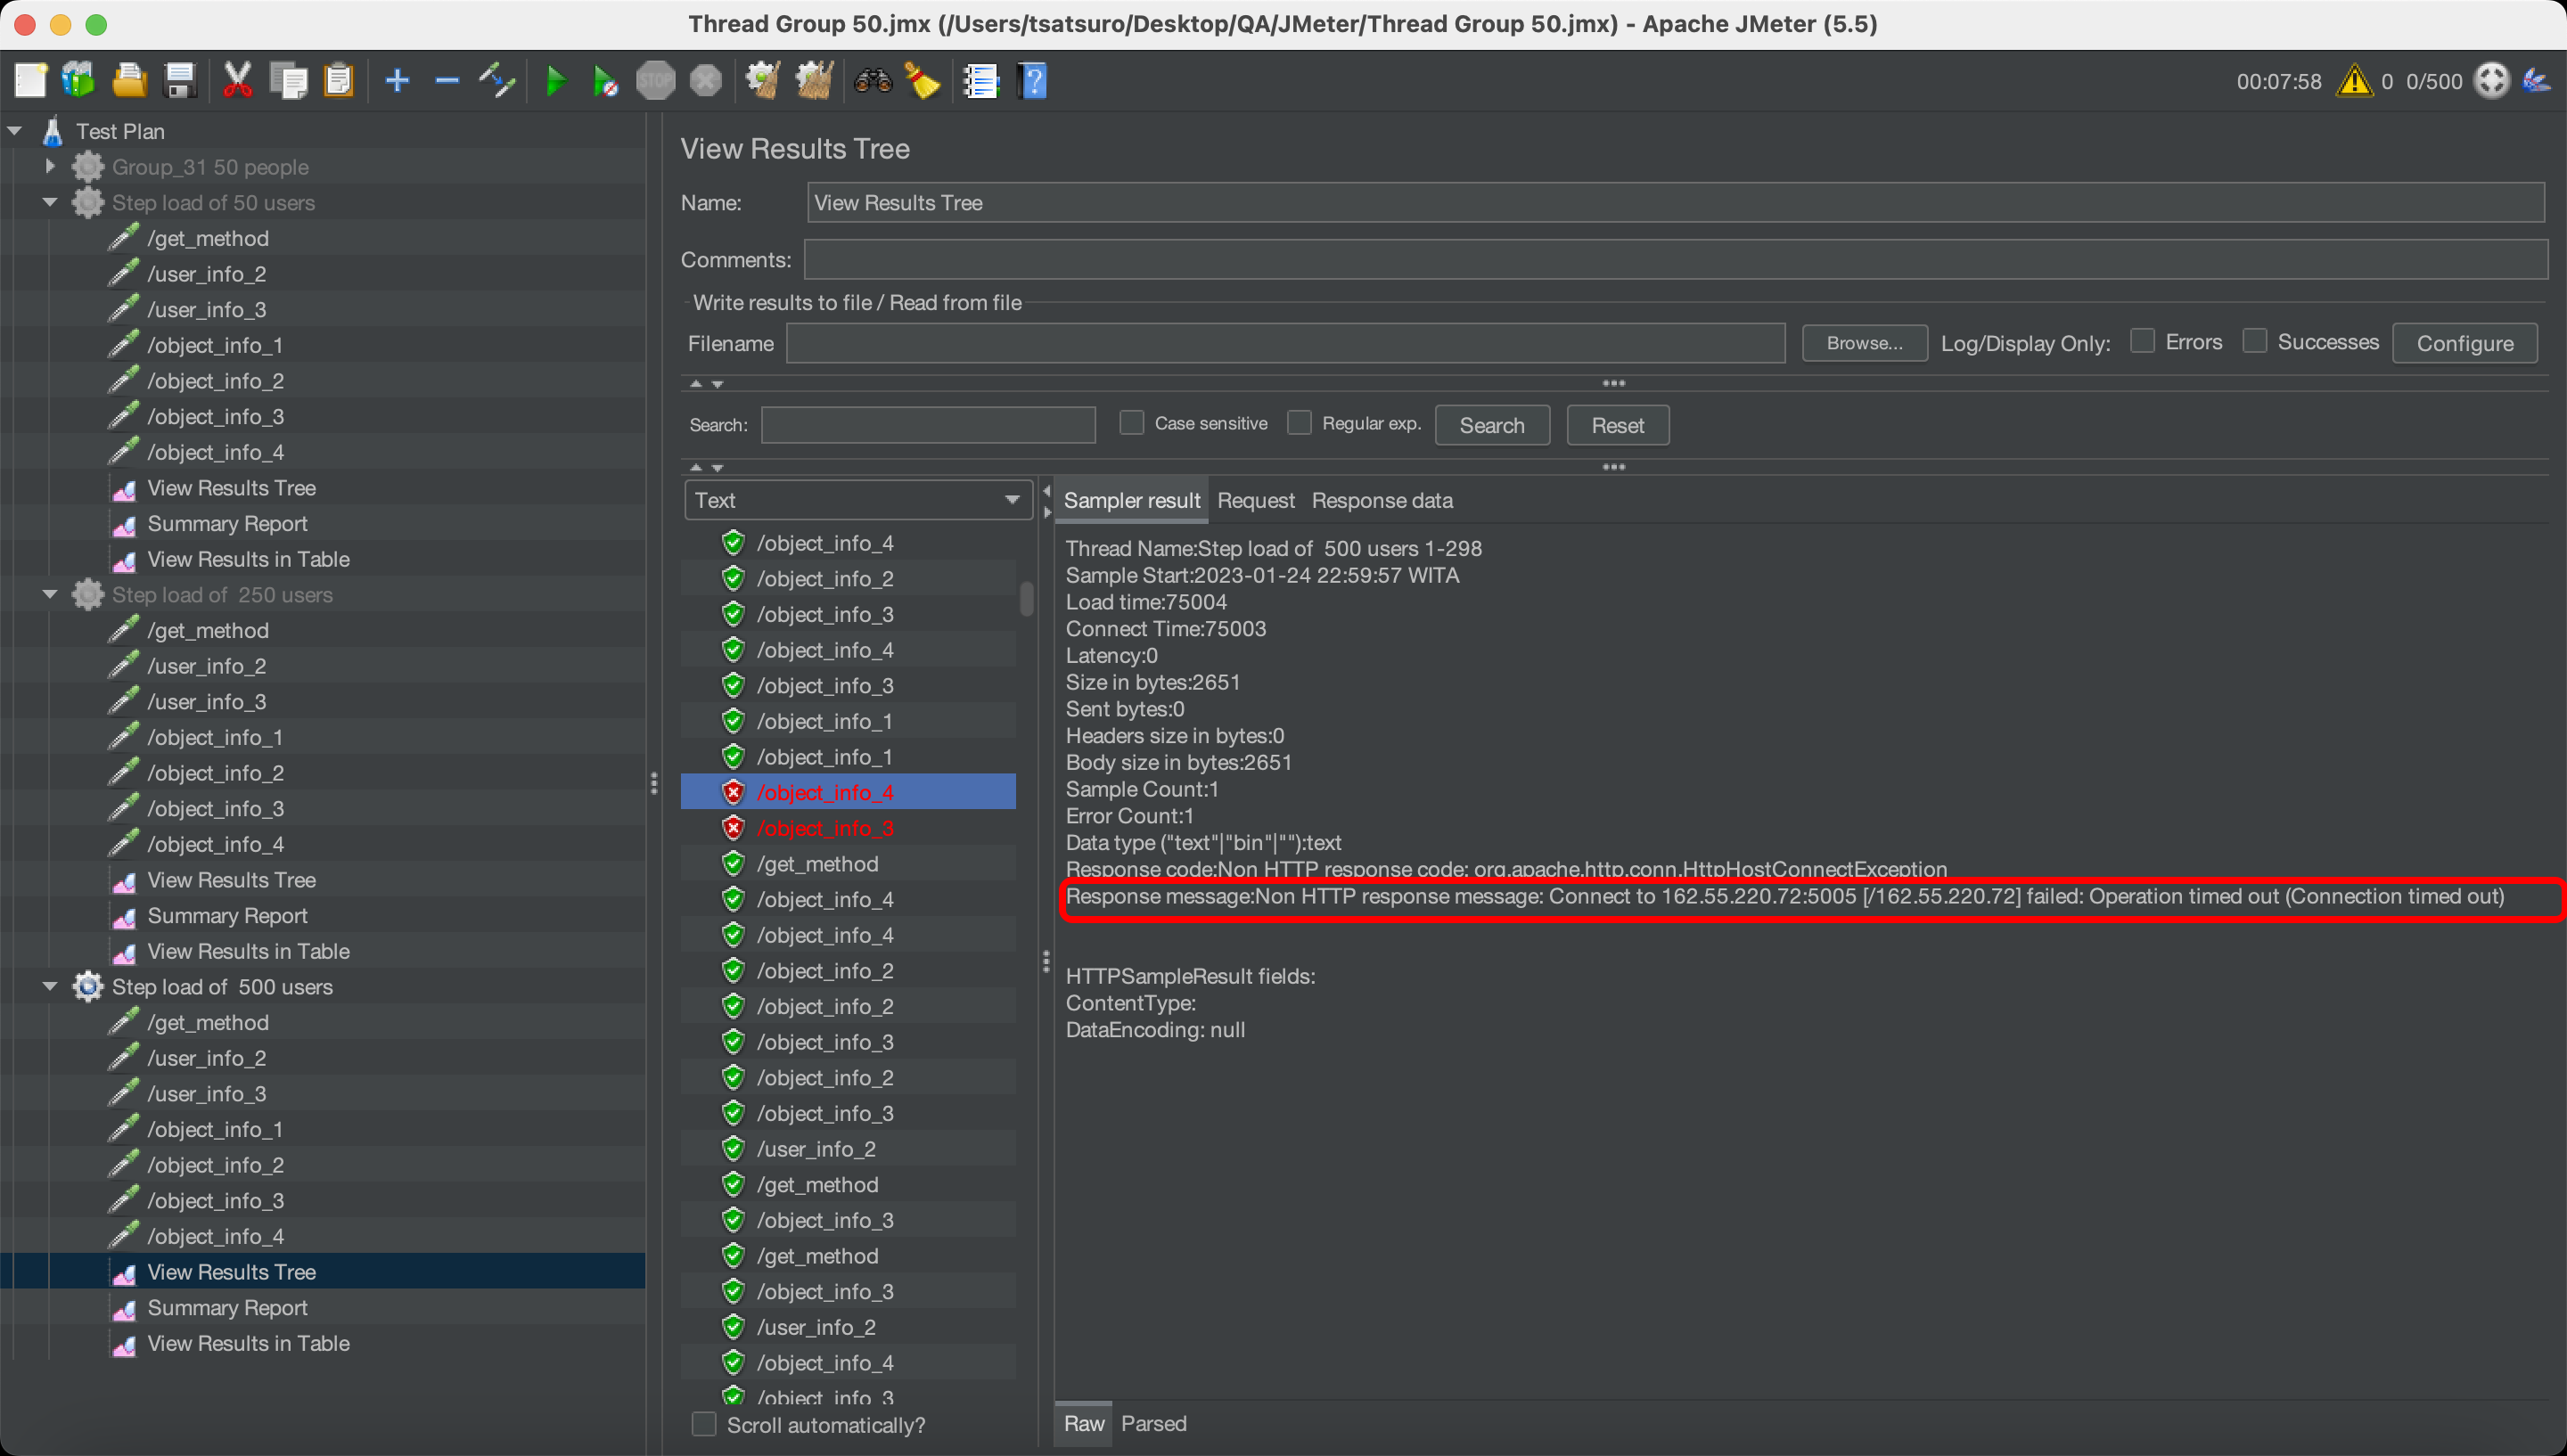 Thread Group 50.jmx (/Users/tsatsuro/Desktop/QA/JMeter/Thread Group 50.jmx) - Apache JMeter (5.5)
STOP
?
00:07:58 0 0/500
Test Plan
Group_31 50 people
Step load of 50 users
/get_method
/user_info_2
/user_info_3
/object_info_1
/object_info_2
/object_info_3
/object_info_4
View Results Tree
Summary Report
View Results in Table
Step load of  250 users
/get_method
/user_info_2
/user_info_3
/object_info_1
/object_info_2
/object_info_3
/object_info_4
View Results Tree
Summary Report
View Results in Table
Step load of  500 users
/get_method
/user_info_2
/user_info_3
/object_info_1
/object_info_2
/object_info_3
/object_info_4
View Results Tree
Summary Report
View Results in Table
View Results Tree
Name: View Results Tree
Comments:
Write results to file / Read from file
Filename Browse... Log/Display Only: Errors Successes Configure
Search: Case sensitive Regular exp. Search Reset
Text
/object_info_4
/object_info_2
/object_info_3
/object_info_4
/object_info_3
/object_info_1
/object_info_1
/object_info_4
/object_info_3
/get_method
/object_info_4
/object_info_4
/object_info_2
/object_info_2
/object_info_3
/object_info_2
/object_info_3
/user_info_2
/get_method
/object_info_3
/get_method
/object_info_3
/user_info_2
/object_info_4
/object_info_3
Scroll automatically?
Sampler result Request Response data
Thread Name:Step load of  500 users 1-298
Sample Start:2023-01-24 22:59:57 WITA
Load time:75004
Connect Time:75003
Latency:0
Size in bytes:2651
Sent bytes:0
Headers size in bytes:0
Body size in bytes:2651
Sample Count:1
Error Count:1
Data type ("text"|"bin"|""):text
Response code:Non HTTP response code: org.apache.http.conn.HttpHostConnectException
Response message:Non HTTP response message: Connect to 162.55.220.72:5005 [/162.55.220.72] failed: Operation timed out (Connection timed out)
HTTPSampleResult fields:
ContentType:
DataEncoding: null
Raw Parsed